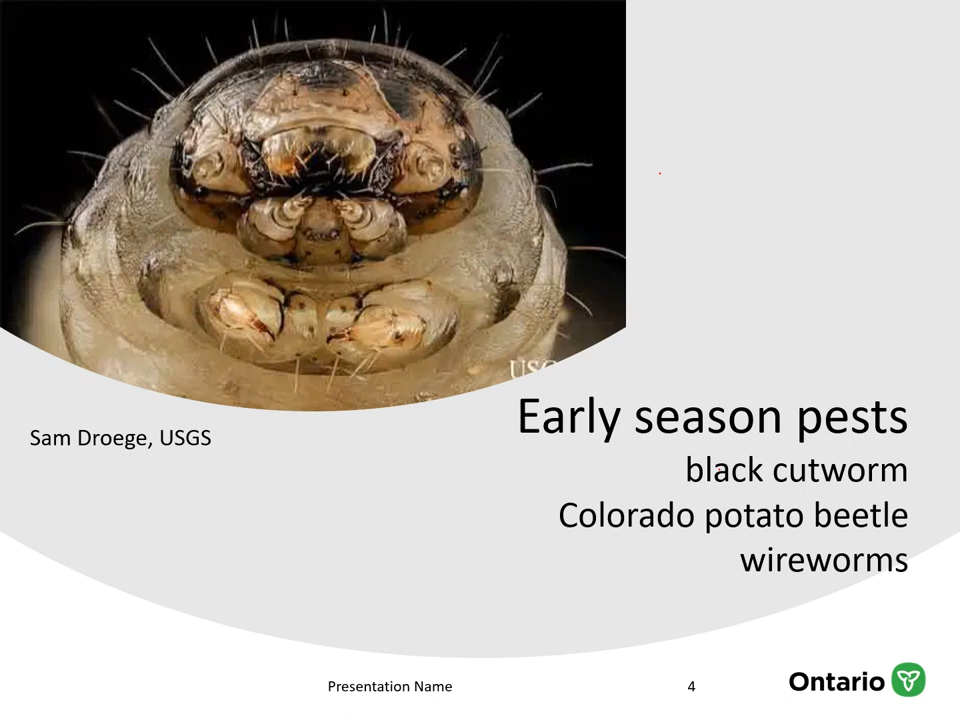 Sam Droege, USGS
Early season pests
black cutworm
Colorado potato beetle
wireworms
Presentation Name
4
Ontario